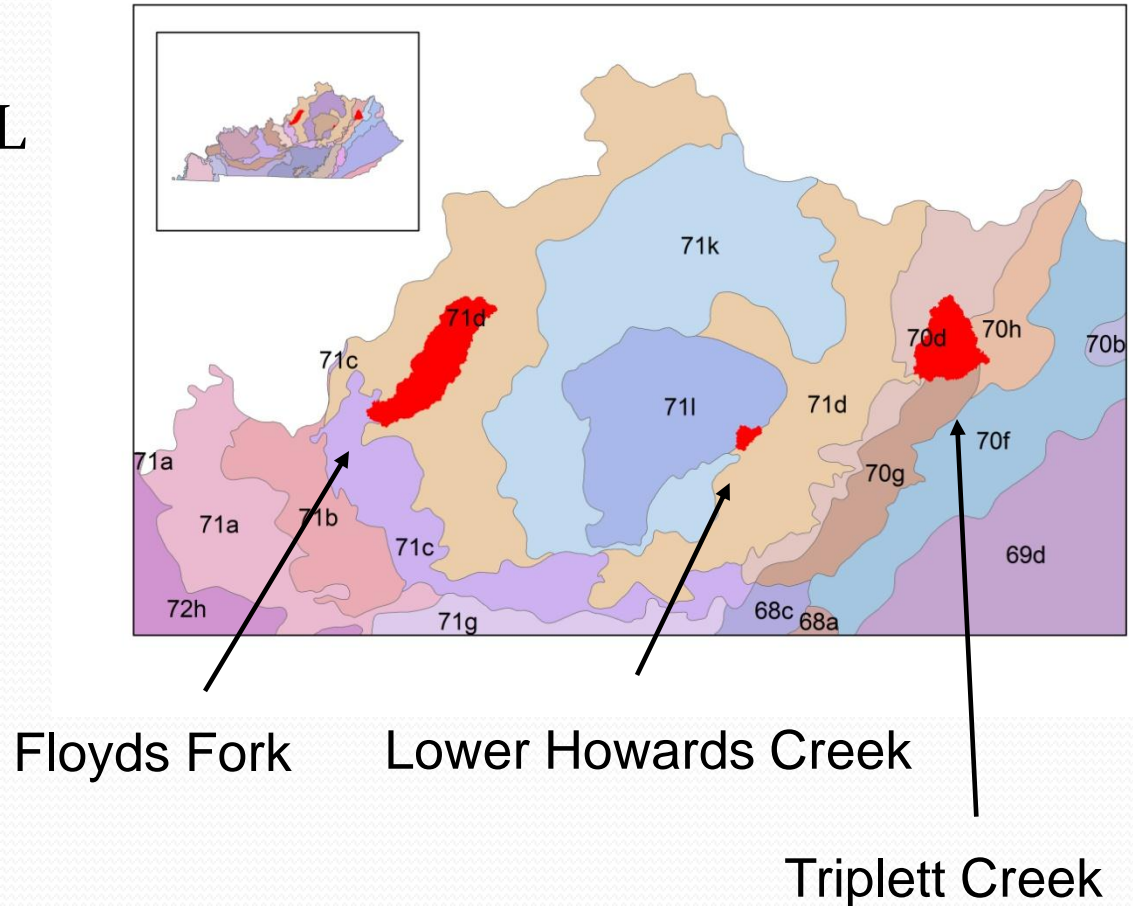 L
71k
71d
70d
70h
70b
71c
71l
71d
70f
71a
70g
71a
71b
71c
69d
72h
71g
68c
68a
Floyds Fork
Lower Howards Creek
Triplett Creek